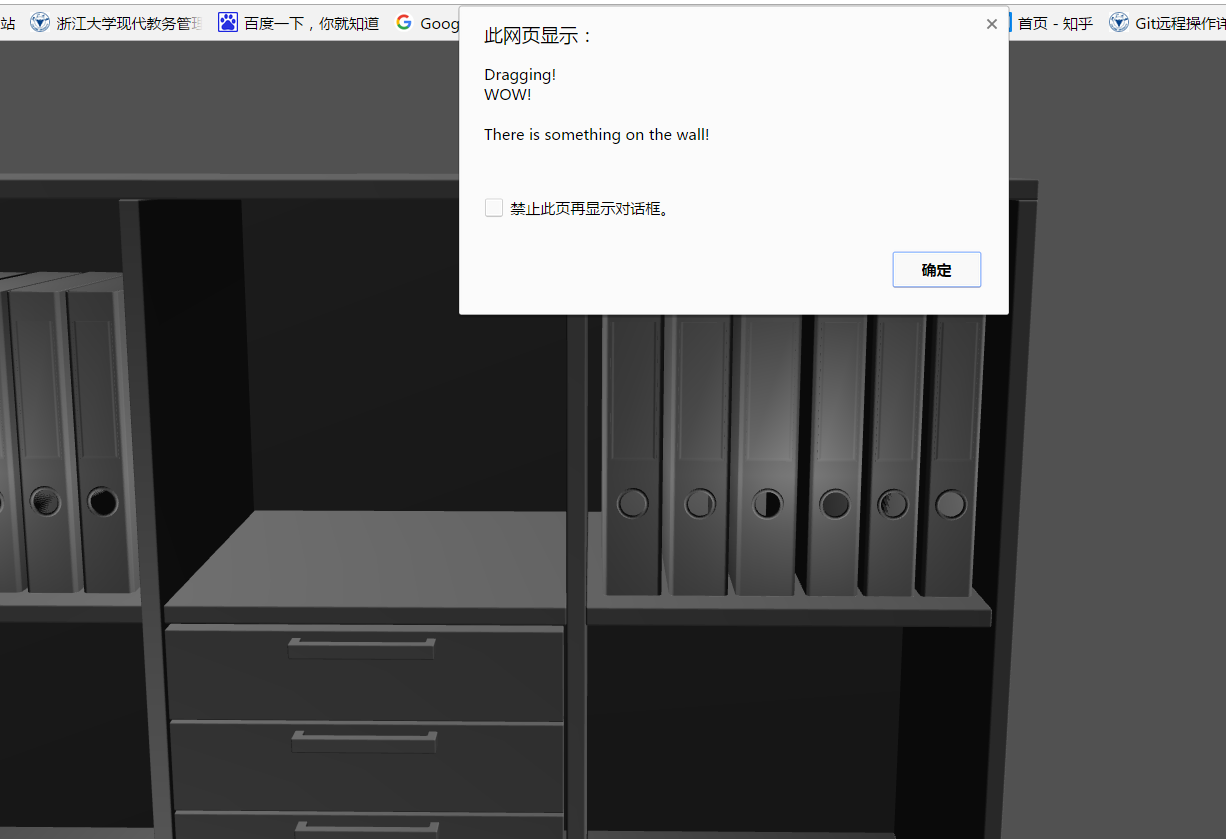 站 浙江大学现代教务管理 百度一下，你就知道 Goog 首页 - 知乎 Git远程操作详
此网页显示：
Dragging!
WOW!
There is something on the wall!
禁止此页再显示对话框。
确定